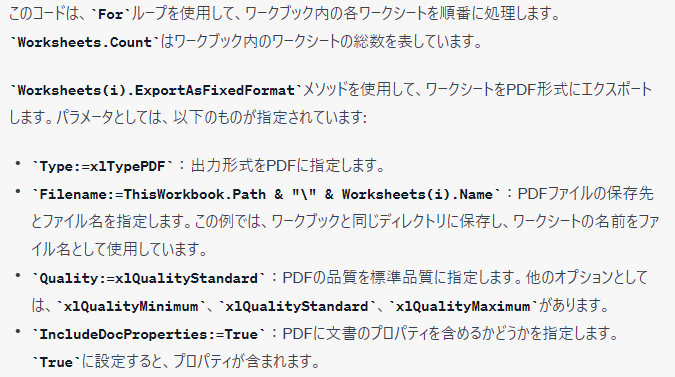 このコードは、`For`ループを使用して、ワークブック内の各ワークシートを順番に処理します。
`Worksheets.Count`はワークブック内のワークシートの総数を表しています。
`Worksheets(i).ExportAsFixedFormat`メソッドを使用して、ワークシートをPDF形式にエクスポート
します。パラメータとしては、以下のものが指定されています:
• `Type:=xlTypePDF`：出力形式をPDFに指定します。
• `Filename:=ThisWorkbook.Path & "\" & Worksheets(i).Name`：PDFファイルの保存先
とファイル名を指定します。この例では、ワークブックと同じディレクトリに保存し、ワークシートの名前をファ
イル名として使用しています。
• `Quality:=xlQualityStandard`：PDFの品質を標準品質に指定します。他のオプションとして
は、`xlQualityMinimum`、`xlQualityStandard`、`xlQualityMaximum`があります。
• `IncludeDocProperties:=True`：PDFに文書のプロパティを含めるかどうかを指定します。
`True`に設定すると、プロパティが含まれます。